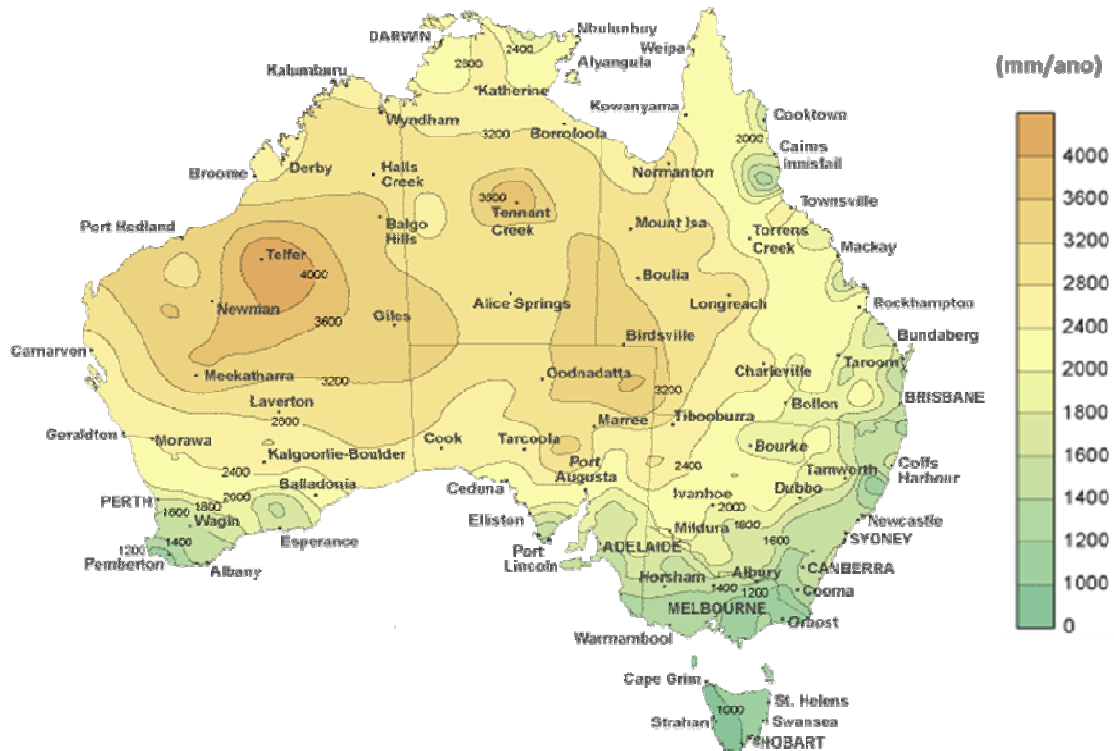 Nhulunbuy
DARWIN
2400
Weipa
(mm/ano)
2800
Alyangula
Kalumburu
Katherine
Kowanyama
4000
Wyndham
Cooktown
3200
Borroloola
2000
Cairns
Innisfail
3600
Broome
Derby
Halls
Creek
Normanton
3600
Tennant
Creek
Townsville
3200
Port Hedland
Balgo
Hills
Mount Isa
Torrens
Creek
Mackay
2800
Telfer
4000
Boulia
Newman
Alice Springs
Longreach
Rockhampton
2400
3600
Giles
Birdsville
Bundaberg
Carnarvon
Taroom
2000
Meekatharra
3200
Oodnadatta
3200
Charleville
Laverton
Bollon
BRISBANE
1800
2800
Marree
Tibooburra
Geraldton
Morawa
Cook
Tarcoola
Bourke
1600
Kalgoorlie-Boulder
Port
Augusta
2400
Tamworth
Coffs
Harbour
2400
Balladonia
Ceduna
Ivanhoe
Dubbo
1400
PERTH
2000
1800
1600
Wagin
Elliston
2000
Mildura
1800
Newcastle
SYDNEY
1200
1400
Esperance
1200
Pemberton
Albany
Port
Lincoln
ADELAIDE
1600
Horsham
Albury
CANBERRA
1000
1400
1200
Cooma
MELBOURNE
Orbost
0
Warrnambool
Cape Grim
1000
St. Helens
Strahan
Swansea
HOBART